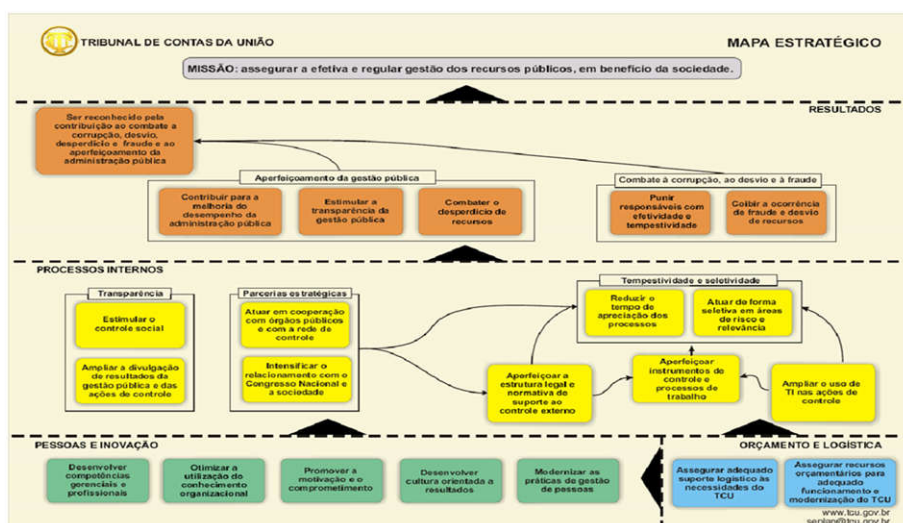 TRIBUNAL DE CONTAS DA UNIÃO
MAPA ESTRATÉGICO
MISSÃO: assegurar a efetiva e regular gestão dos recursos públicos, em benefício da sociedade.
RESULTADOS
Ser reconhecido pela
contribuição ao combate a
corrupção, desvio,
desperdício e fraude e ao
aperfeiçoamento da
administração pública
Aperfeiçoamento da gestão pública
Contribuir para a
melhoria do
desempenho da
administração pública
Estimular a
transparência da
gestão pública
Combater o
desperdício de
recursos
Combate à corrupção, ao desvio e à fraude
Punir
responsáveis com
efetividade e
tempestividade
Coibir a ocorrência
de fraude e desvio
de recursos
PROCESSOS INTERNOS
Transparência
Estimular o
controle social
Ampliar a divulgação
de resultados da
gestão pública e das
ações de controle
Parcerias estratégicas
Atuar em cooperação
com órgãos públicos
e com a rede de
controle
Intensificar o
relacionamento com o
Congresso Nacional e
a sociedade
Tempestividade e seletividade
Reduzir o
tempo de
apreciação dos
processos
Atuar de forma
seletiva em áreas
de risco e
relevância
Aperfeiçoar a
estrutura legal e
normativa de
suporte ao
controle externo
Aperfeiçoar
instrumentos de
controle e
processos de
trabalho
Ampliar o uso de
TI nas ações de
controle
PESSOAS E INOVAÇÃO
Desenvolver
competências
gerenciais e
profissionais
Otimizar a
utilização do
conhecimento
organizacional
Promover a
motivação e o
comprometimento
Desenvolver
cultura orientada a
resultados
Modernizar as
práticas de gestão
de pessoas
ORÇAMENTO E LOGÍSTICA
Assegurar adequado
suporte logístico às
necessidades do
TCU
Assegurar recursos
orçamentários para
adequado
funcionamento e
modernização do TCU
www.tcu.gov.br
seplan@tcu.gov.br